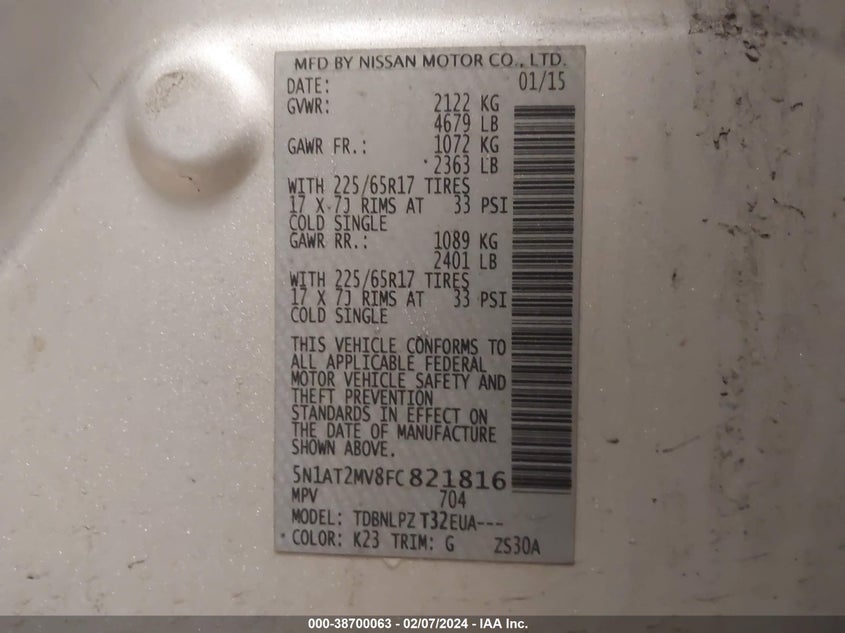 MFD BY NISSAN MOTOR CO., LTD.
DATE: 01/15
GVWR: 2122 KG
4679 LB
GAWR FR.: 1072 KG
2363 LB
WITH 225/65R17 TIRES
17 X 7J RIMS AT 33 PSI
COLD SINGLE
GAWR RR.: 1089 KG
2401 LB
WITH 225/65R17 TIRES
17 X 7J RIMS AT 33 PSI
COLD SINGLE
THIS VEHICLE CONFORMS TO
ALL APPLICABLE FEDERAL
MOTOR VEHICLE SAFETY AND
THEFT PREVENTION
STANDARDS IN EFFECT ON
THE DATE OF MANUFACTURE
SHOWN ABOVE.
5N1AT2MV8FC821816
MPV 704
MODEL: TDBNLPZ T32EUA---
COLOR: K23 TRIM: G ZS30A
000-38700063 - 02/07/2024 - IAA Inc.